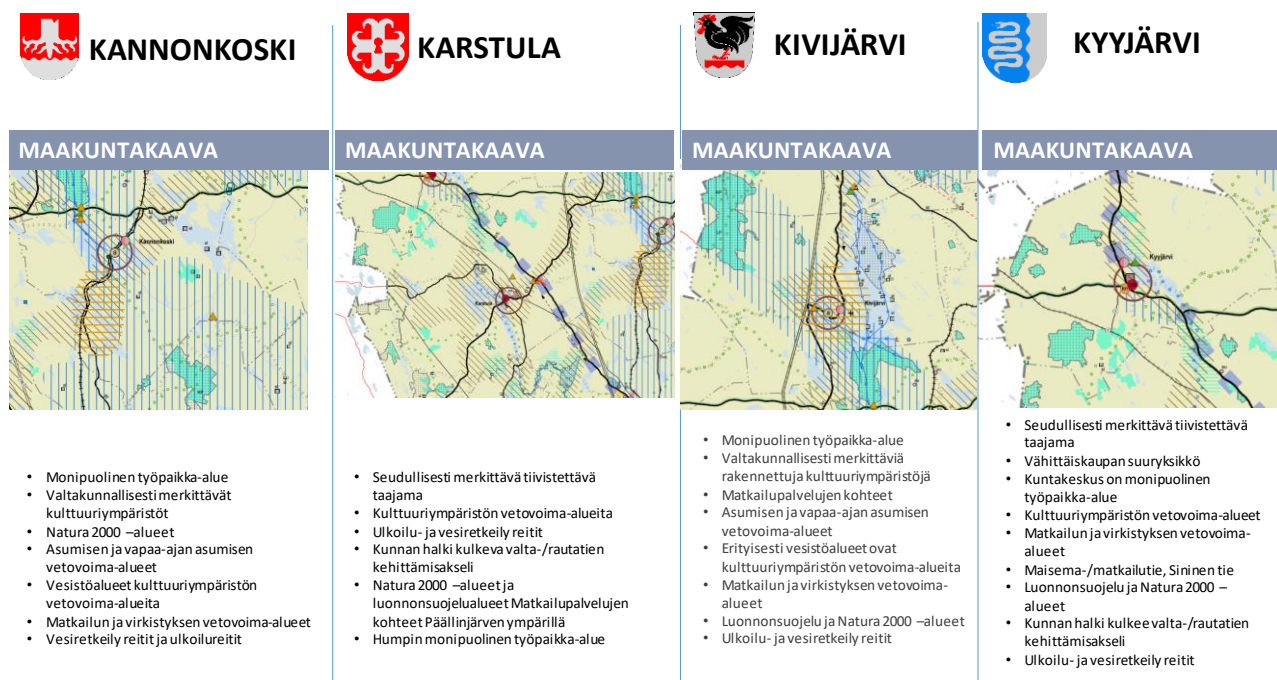 KANNONKOSKI
MAAKUNTAKAAVA
Kannonkoski
• Monipuolinen työpaikka-alue
• Valtakunnallisesti merkittävät
kulttuuriympäristöt
• Natura 2000 –alueet
• Asumisen ja vapaa-ajan asumisen
vetovoima-alueet
• Vesistöalueet kulttuuriympäristön
vetovoima-alueita
• Matkailun ja virkistyksen vetovoima-alueet
• Vesiretkeily reitit ja ulkoilureitit
KARSTULA
MAAKUNTAKAAVA
Karstula
• Seudullisesti merkittävä tiivistettävä
taajama
• Kulttuuriympäristön vetovoima-alueita
• Ulkoilu- ja vesiretkeily reitit
• Kunnan halki kulkeva valta-/rautatien
kehittämisakseli
• Natura 2000 –alueet ja
luonnonsuojelualueet Matkailupalvelujen
kohteet Päällinjärven ympärillä
• Humpin monipuolinen työpaikka-alue
KIVIJÄRVI
MAAKUNTAKAAVA
Kivijärvi
• Monipuolinen työpaikka-alue
• Valtakunnallisesti merkittäviä
rakennettuja kulttuuriympäristöjä
• Matkailupalvelujen kohteet
• Asumisen ja vapaa-ajan asumisen
vetovoima-alueet
• Erityisesti vesistöalueet ovat
kulttuuriympäristön vetovoima-alueita
• Matkailun ja virkistyksen vetovoima-
alueet
• Luonnonsuojelu ja Natura 2000 –alueet
• Ulkoilu- ja vesiretkeily reitit
KYYJÄRVI
MAAKUNTAKAAVA
Kyyjärvi
• Seudullisesti merkittävä tiivistettävä
taajama
• Vähittäiskaupan suuryksikkö
• Kuntakeskus on monipuolinen
työpaikka-alue
• Kulttuuriympäristön vetovoima-alueet
• Matkailun ja virkistyksen vetovoima-
alueet
• Maisema-/matkailutie, Sininen tie
• Luonnonsuojelu ja Natura 2000 –
alueet
• Kunnan halki kulkee valta-/rautatien
kehittämisakseli
• Ulkoilu- ja vesiretkeily reitit